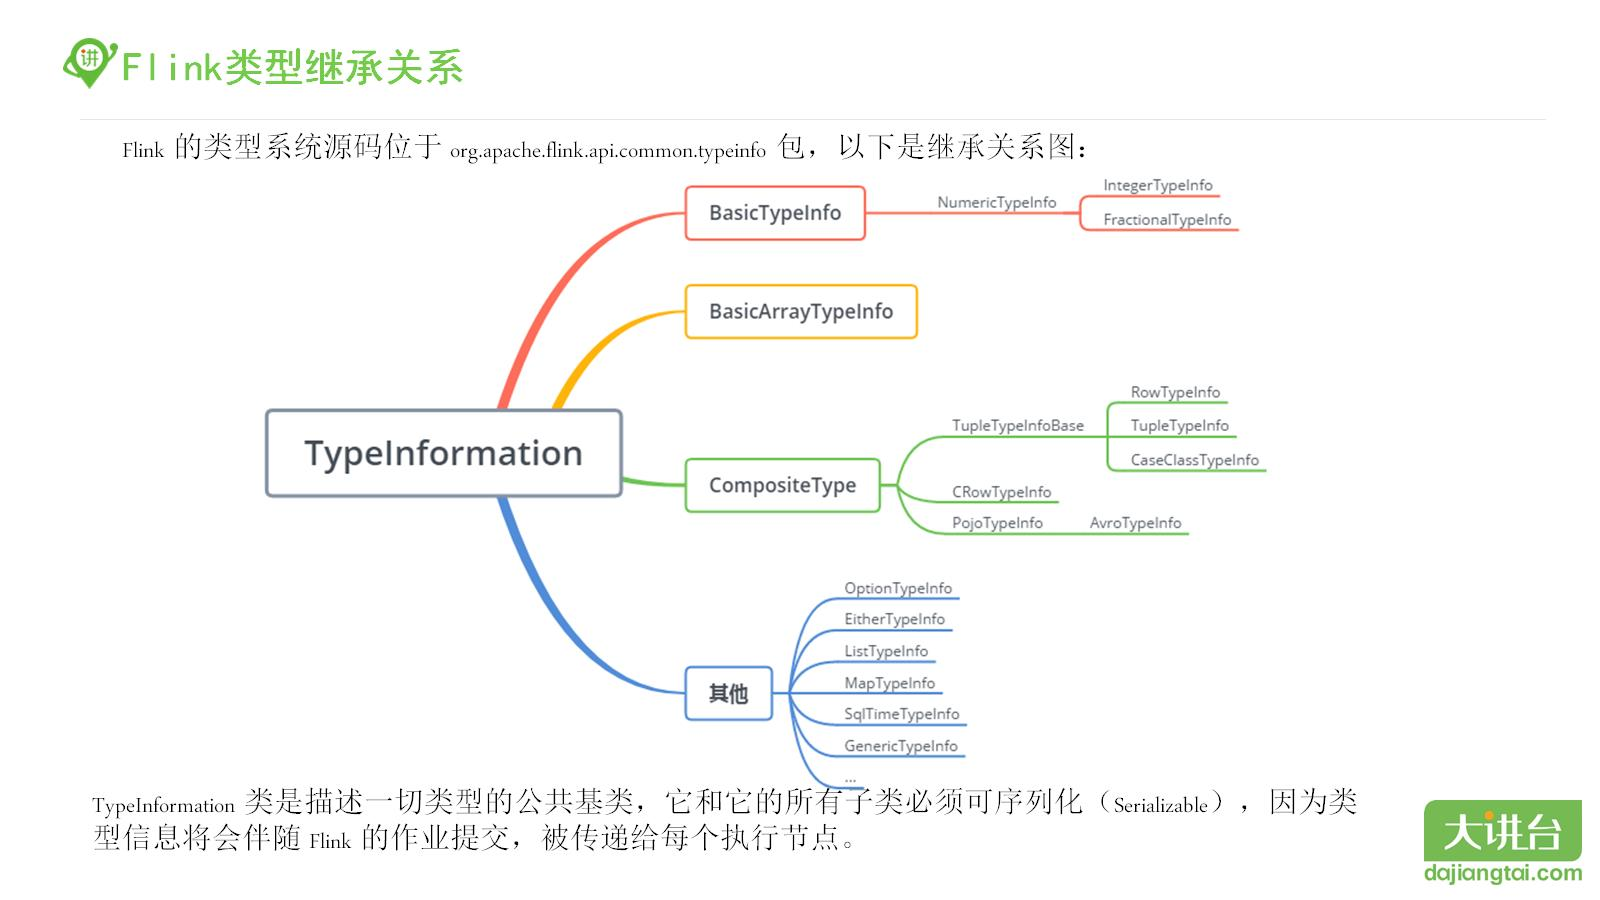 讲
Flink类型继承关系
Flink 的类型系统源码位于 org.apache.flink.api.common.typeinfo 包，以下是继承关系图：
TypeInformation
BasicTypeInfo
NumericTypeInfo
IntegerTypeInfo
FractionalTypeInfo
BasicArrayTypeInfo
CompositeType
TupleTypeInfoBase
RowTypeInfo
TupleTypeInfo
CaseClassTypeInfo
CRowTypeInfo
PojoTypeInfo
AvroTypeInfo
其他
OptionTypeInfo
EitherTypeInfo
ListTypeInfo
MapTypeInfo
SqlTimeTypeInfo
GenericTypeInfo
...
TypeInformation 类是描述一切类型的公共基类，它和它的所有子类必须可序列化（Serializable），因为类
型信息将会伴随 Flink 的作业提交，被传递给每个执行节点。
大讲台
dajiangtai.com